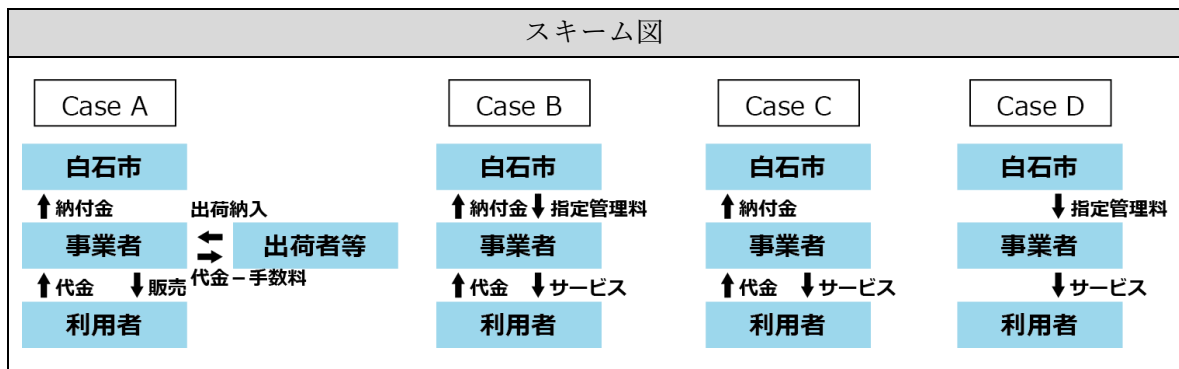 スキーム図
Case A
白石市
納付金
出荷納入
事業者
出荷者等
代金
販売
代金－手数料
利用者
Case B
白石市
納付金
指定管理料
事業者
代金
サービス
利用者
Case C
白石市
納付金
事業者
代金
サービス
利用者
Case D
白石市
指定管理料
事業者
サービス
利用者